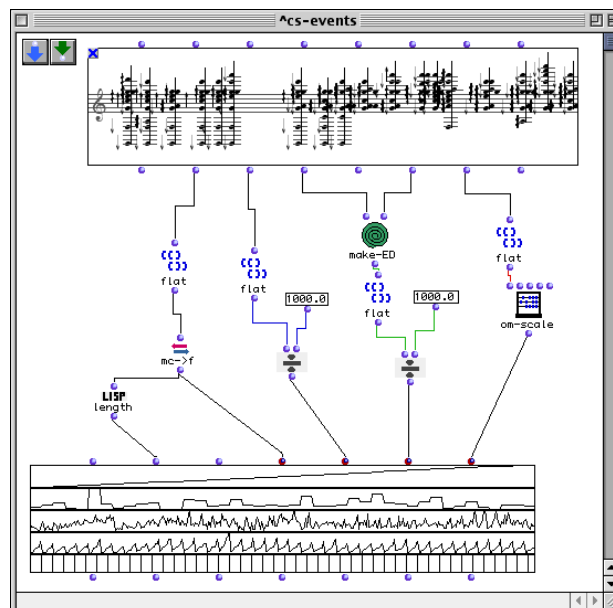 ^cs-events
make-ED
flat
flat
flat
1000.0
1000.0
flat
om-scale
mc->f
LISP
length